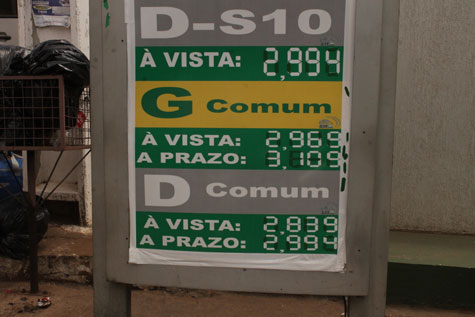 D-S10
À VISTA: 2,994
G Comum
À VISTA: 2,969
A PRAZO: 3,109
D Comum
À VISTA: 2,839
A PRAZO: 2,994